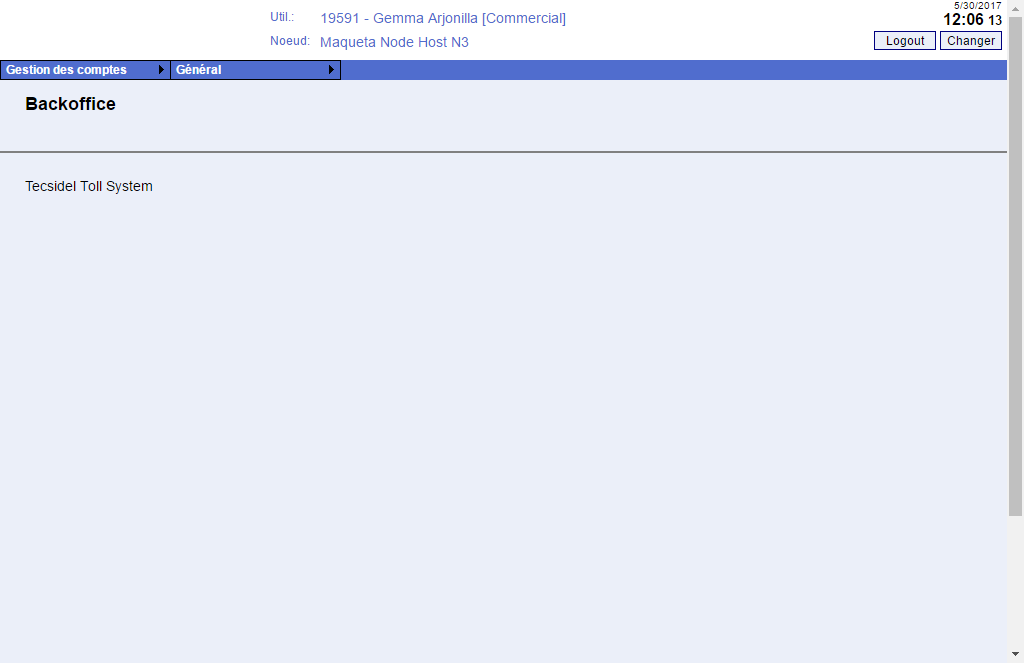 Util.: 19591 - Gemma Arjonilla [Commercial]
Noeud: Maqueta Node Host N3
5/30/2017
12:06 13
Logout Changer
Gestion des comptes Général
Backoffice
Tecsidel Toll System